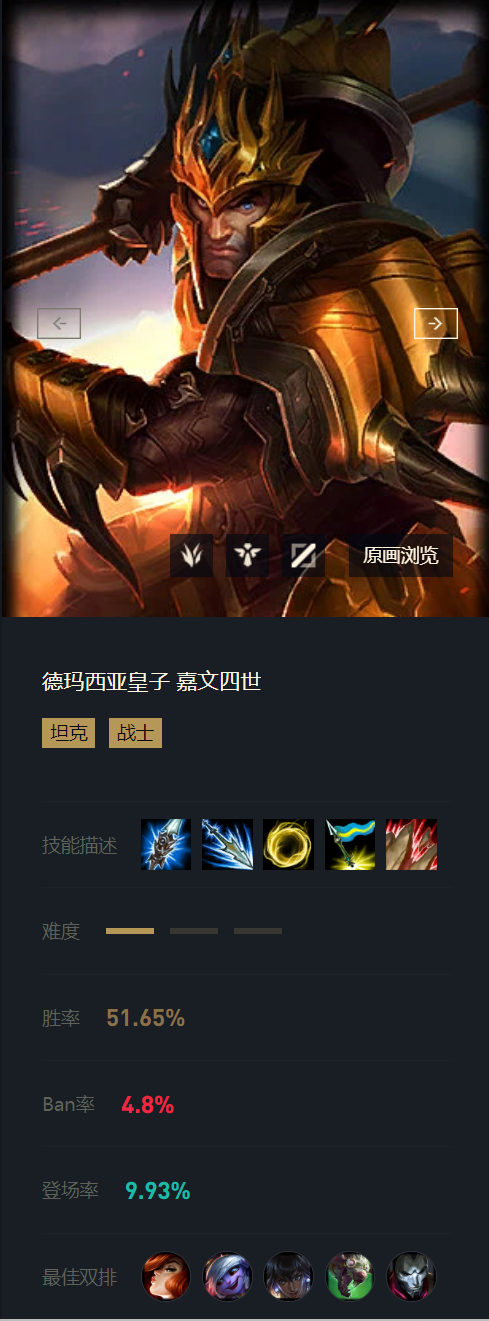 原画浏览
德玛西亚皇子 嘉文四世
坦克 战士
技能描述
难度
胜率 51.65%
Ban率 4.8%
登场率 9.93%
最佳双排